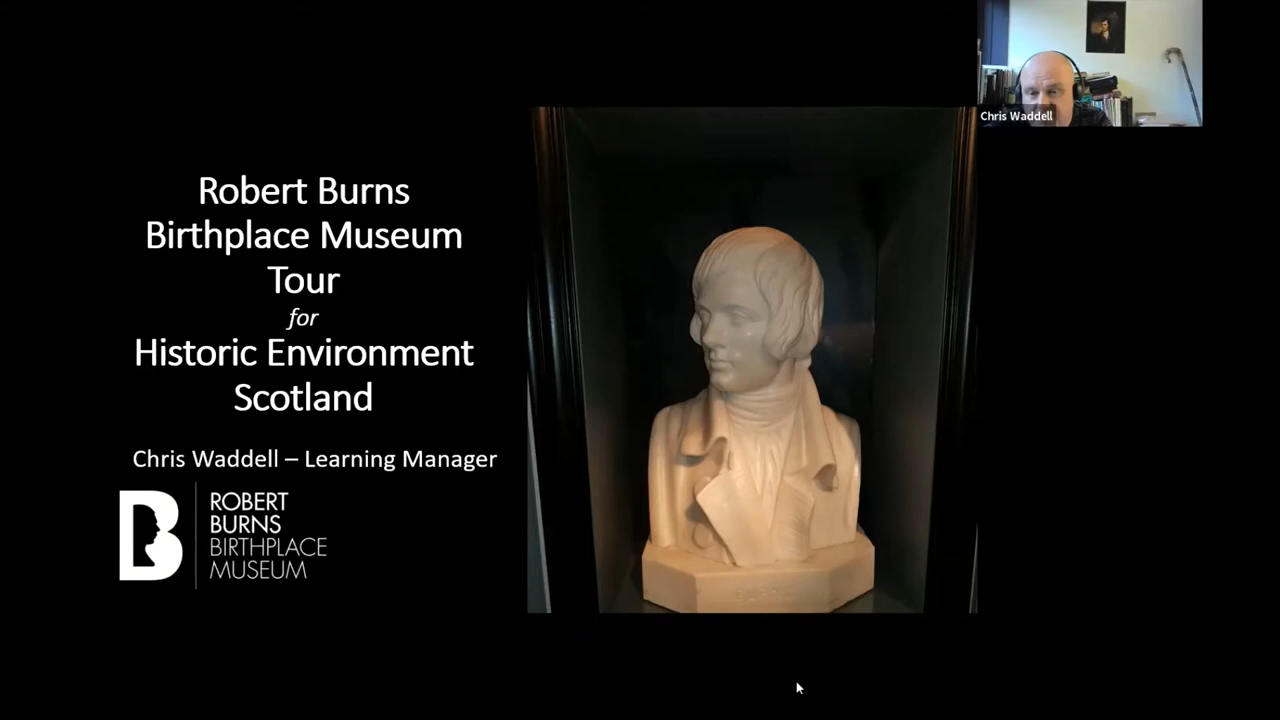 Robert Burns
Birthplace Museum
Tour
for
Historic Environment
Scotland
Chris Waddell – Learning Manager
B
ROBERT
BURNS
BIRTHPLACE
MUSEUM
BURNS
Chris Waddell